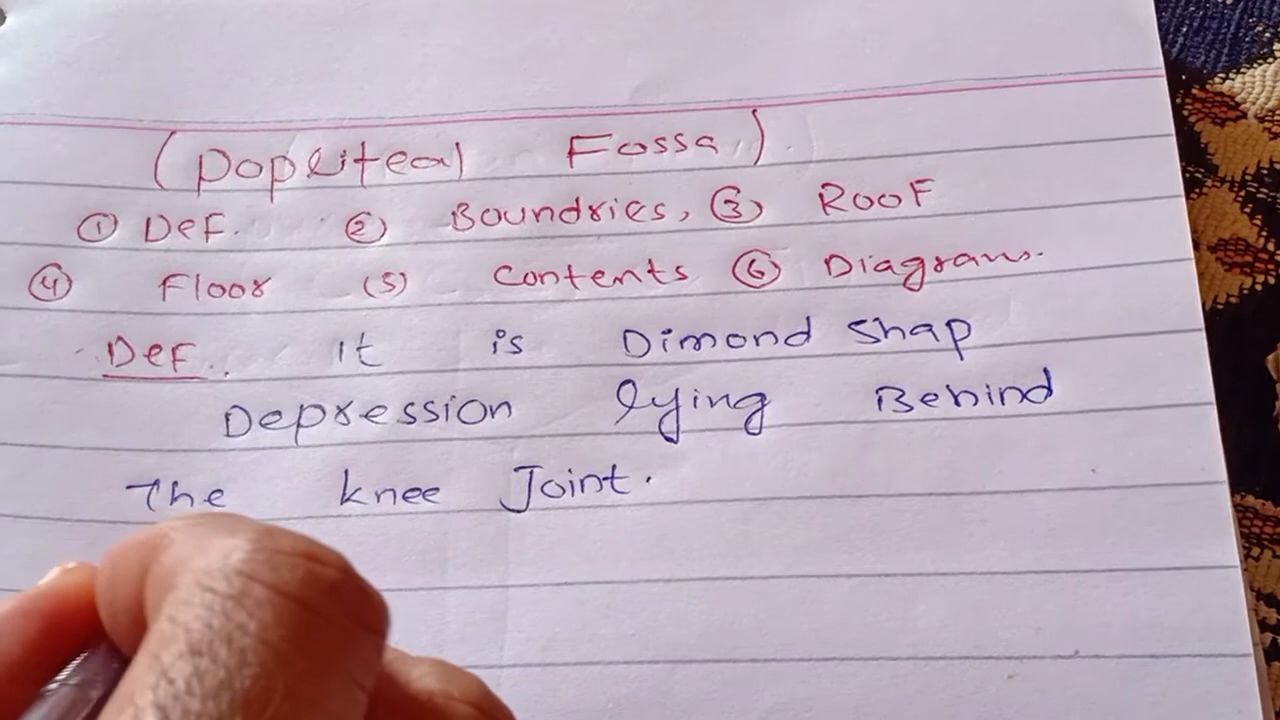 (Popliteal Fossa).
① Def. ② Boundries, ③ Roof
④ Floor (5) Contents ⑥ Diagram.
Def. it is Dimond shap
Depression lying Behind
The knee Joint.